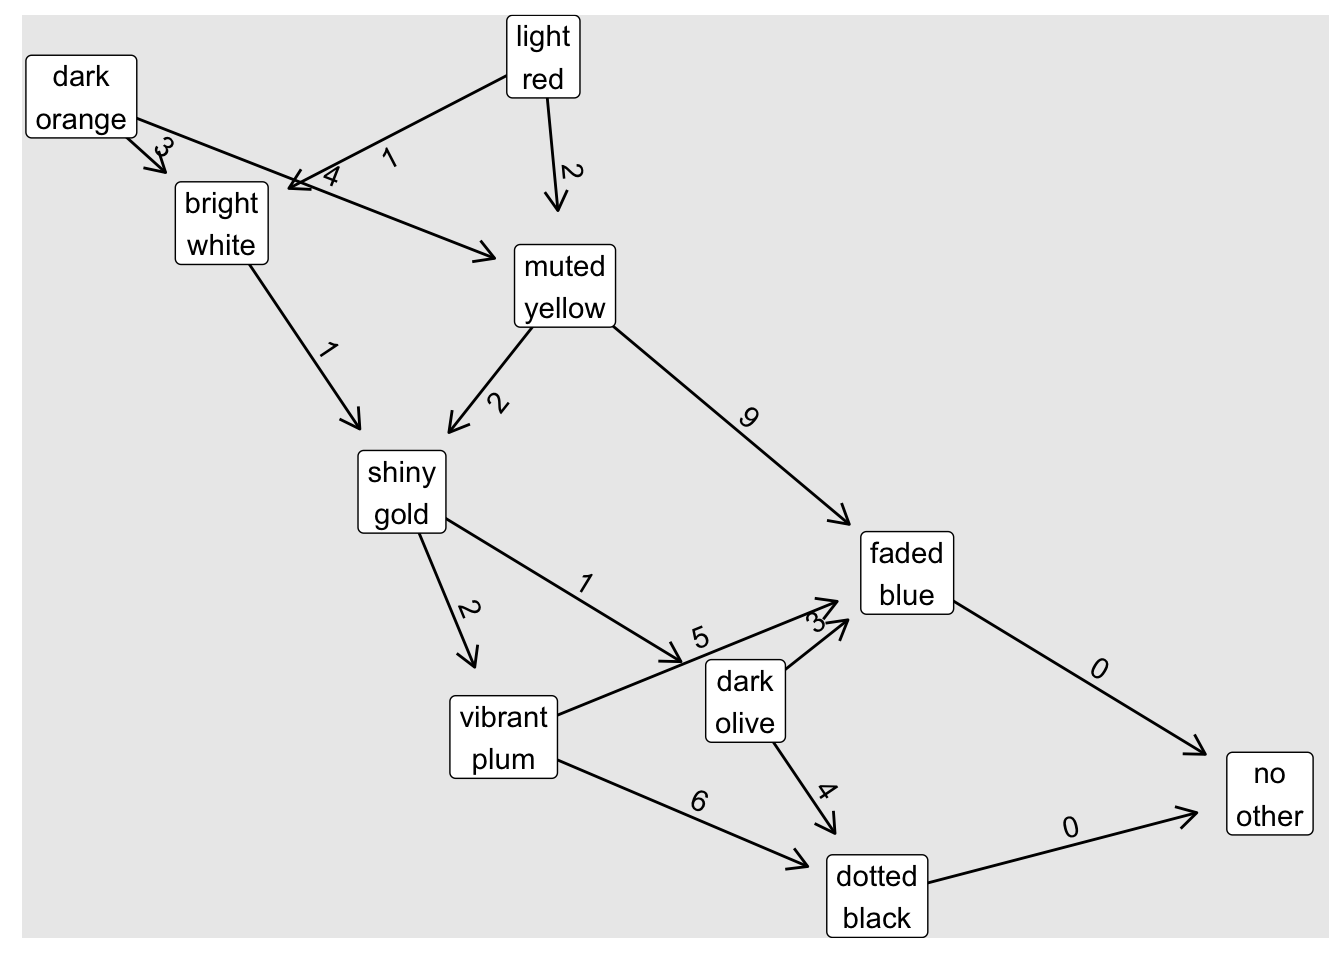 light
red
dark
orange
3
1
4
2
bright
white
muted
yellow
1
2
9
shiny
gold
faded
blue
2
1
5
3
dark
olive
0
vibrant
plum
6
4
no
other
0
dotted
black